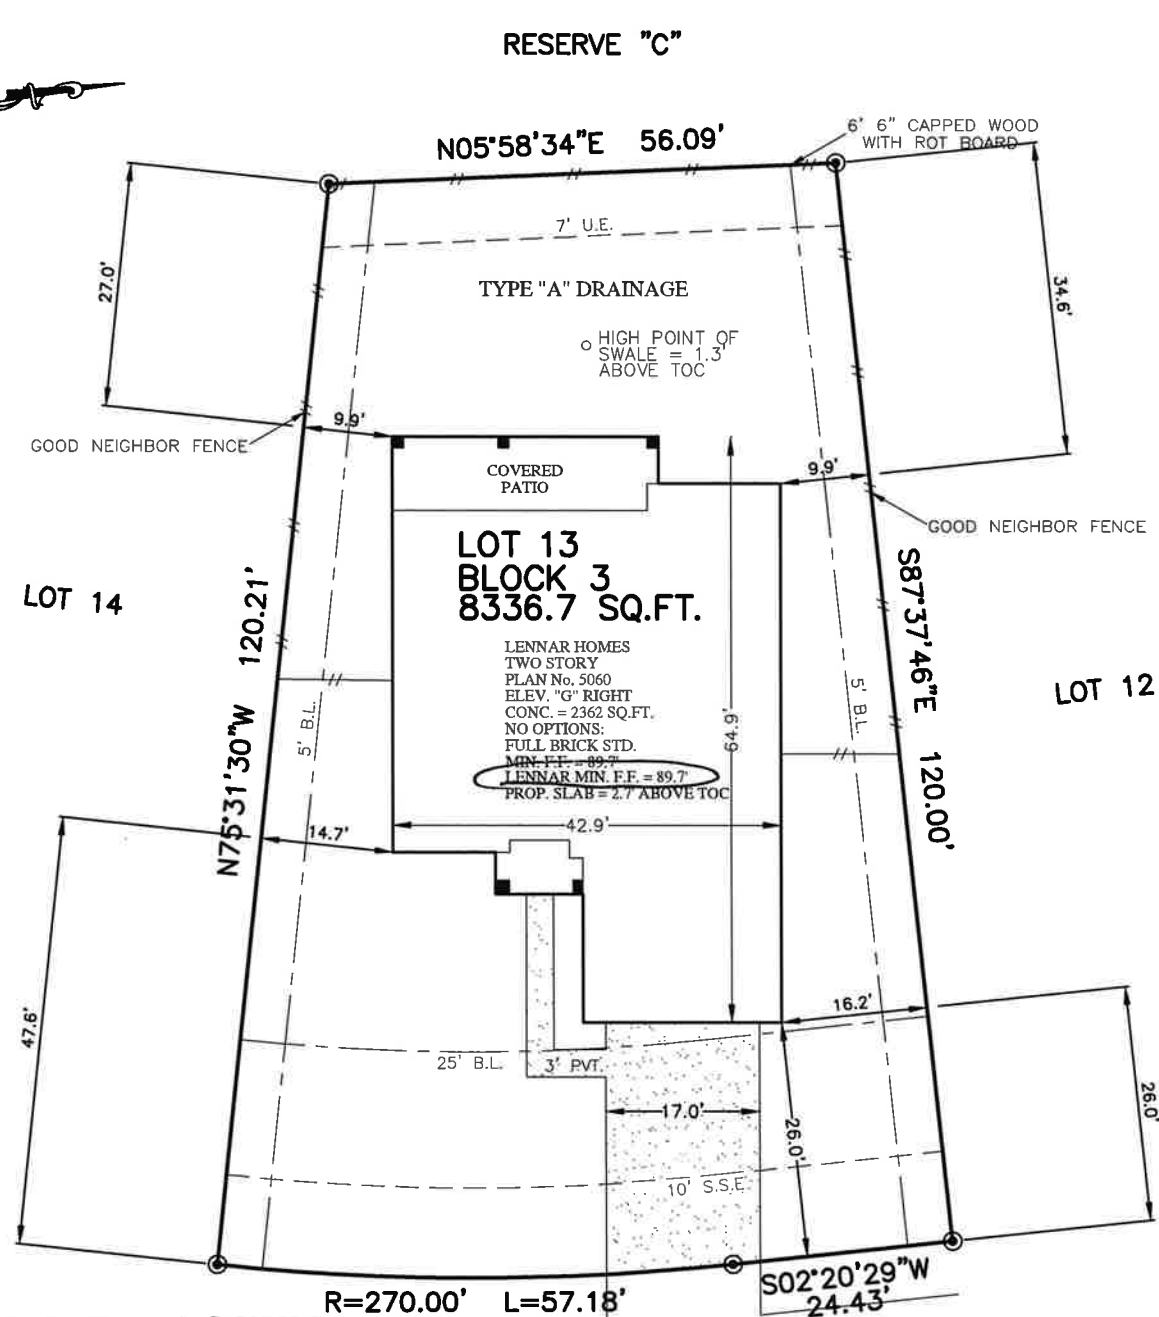 RESERVE "C"
N05°58'34"E 56.09'
6' 6" CAPPED WOOD
WITH ROT BOARD
7' U.E.
27.0'
TYPE "A" DRAINAGE
34.6'
HIGH POINT OF
SWALE = 1.3'
ABOVE TOC
9.9'
GOOD NEIGHBOR FENCE
COVERED
PATIO
9.9'
GOOD NEIGHBOR FENCE
LOT 13
BLOCK 3
8336.7 SQ.FT.
LOT 14
N75°31'30"W 120.21'
S87°37'46"E 120.00'
LENNAR HOMES
TWO STORY
PLAN No. 5060
ELEV. "G" RIGHT
CONC. = 2362 SQ.FT.
NO OPTIONS:
FULL BRICK STD.
MIN. F.F. = 89.7'
LENNAR MIN. F.F. = 89.7'
PROP. SLAB = 2.7' ABOVE TOC
5' B.L.
64.9'
5' B.L.
LOT 12
42.9'
14.7'
47.6'
16.2'
25' B.L.
3' PVT.
17.0'
26.0'
26.0'
10' S.S.E.
S02°20'29"W
24.43'
R=270.00' L=57.18'